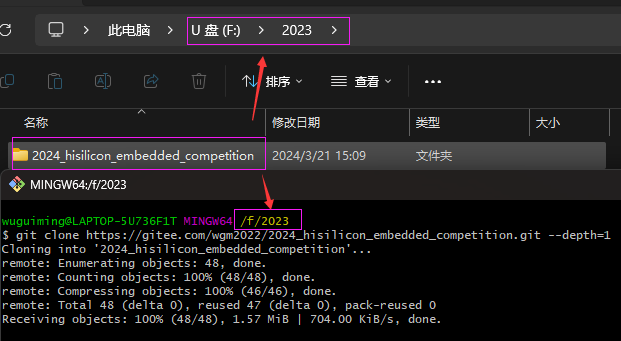 此电脑 U 盘 (F:) 2023
排序 查看
名称 修改日期 类型 大小
2024_hisilicon_embedded_competition 2024/3/21 15:09 文件夹
MINGW64:/f/2023
wuguiming@LAPTOP-5U736F1T MINGW64 /f/2023
$ git clone https://gitee.com/wgm2022/2024_hisilicon_embedded_competition.git --depth=1
Cloning into '2024_hisilicon_embedded_competition'...
remote: Enumerating objects: 48, done.
remote: Counting objects: 100% (48/48), done.
remote: Compressing objects: 100% (46/46), done.
remote: Total 48 (delta 0), reused 47 (delta 0), pack-reused 0
Receiving objects: 100% (48/48), 1.57 MiB | 704.00 KiB/s, done.